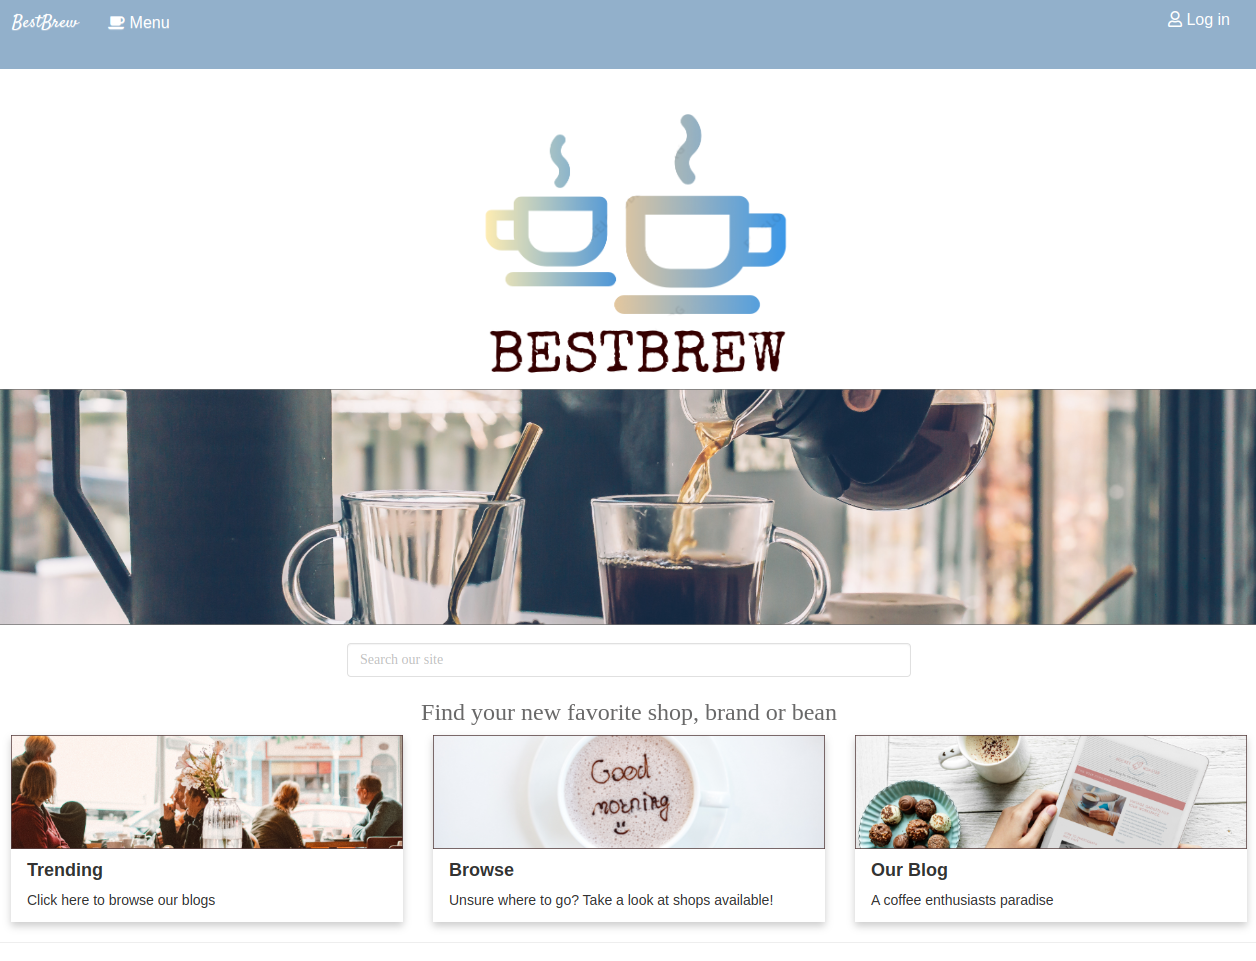 BestBrew
Menu
Log in
BESTBREW
Search our site
Find your new favorite shop, brand or bean
Good
morning
Trending
Click here to browse our blogs
Browse
Unsure where to go? Take a look at shops available!
Our Blog
A coffee enthusiasts paradise